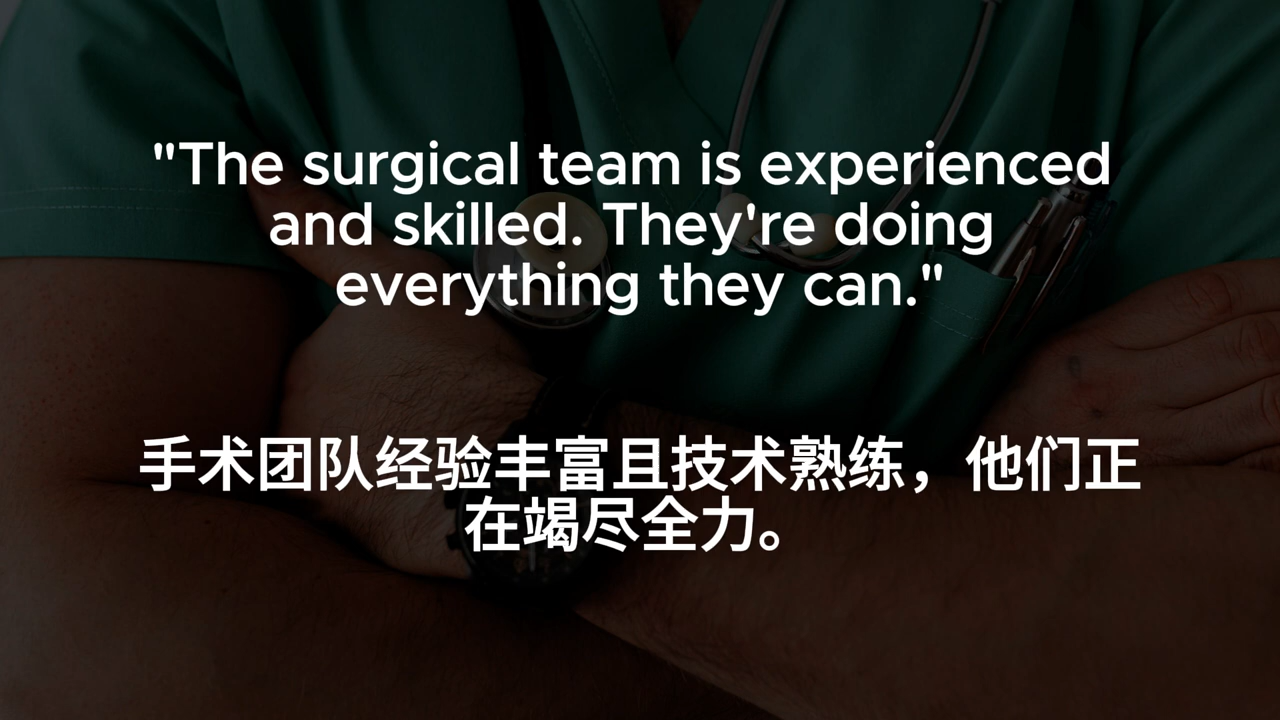 "The surgical team is experienced
and skilled. They're doing
everything they can."
手术团队经验丰富且技术熟练，他们正
在竭尽全力。